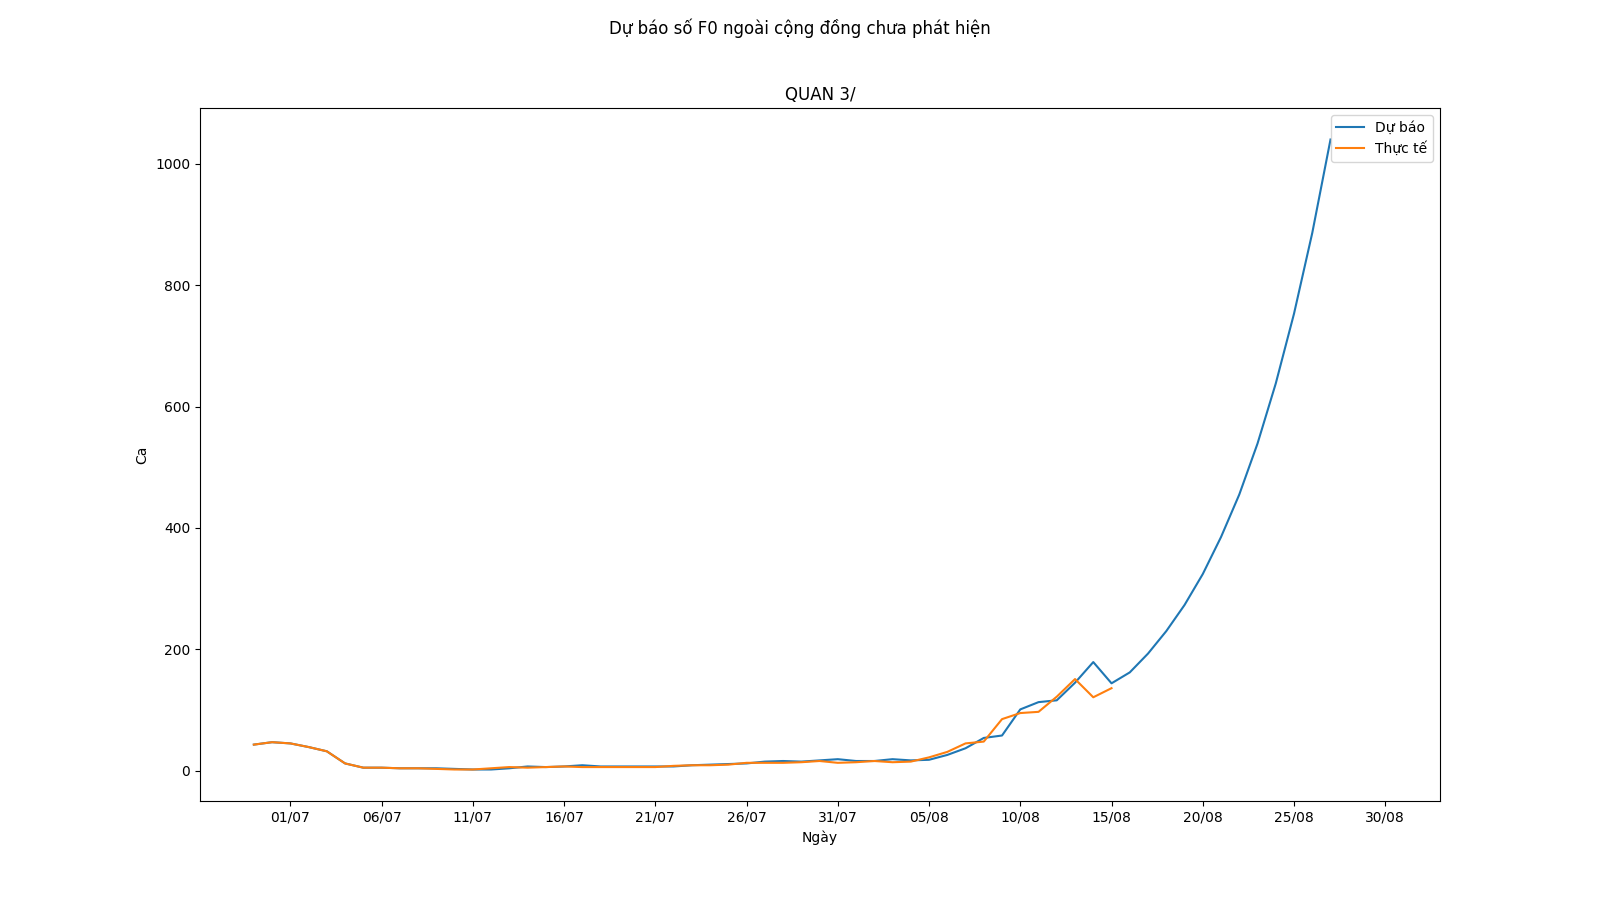 Dự báo số F0 ngoài cộng đồng chưa phát hiện
QUAN 3/
Dự báo
Thực tế
1000
800
600
400
200
0
Ca
01/07 06/07 11/07 16/07 21/07 26/07 31/07 05/08 10/08 15/08 20/08 25/08 30/08
Ngày